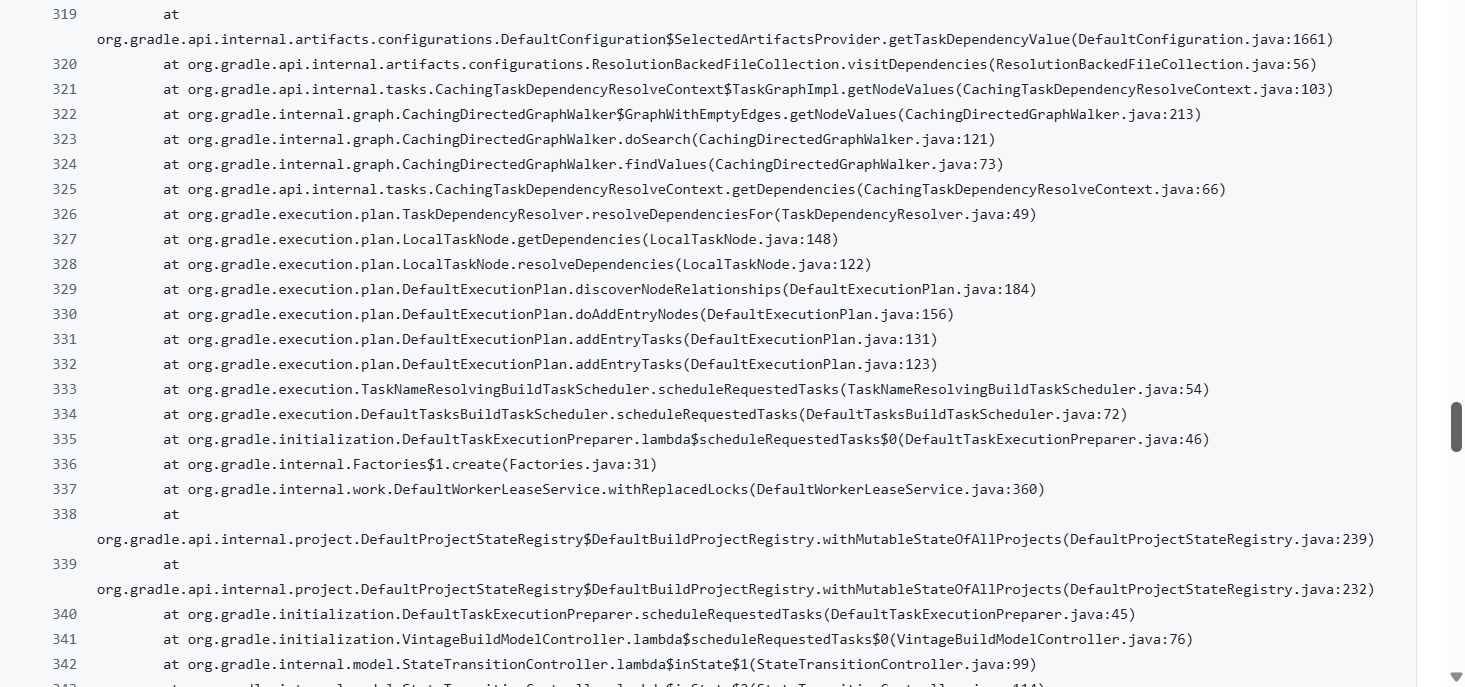 319 at
org.gradle.api.internal.artifacts.configurations.DefaultConfiguration$SelectedArtifactsProvider.getTaskDependencyValue(DefaultConfiguration.java:1661)
320 at org.gradle.api.internal.artifacts.configurations.ResolutionBackedFileCollection.visitDependencies(ResolutionBackedFileCollection.java:56)
321 at org.gradle.api.internal.tasks.CachingTaskDependencyResolveContext$TaskGraphImpl.getNodeValues(CachingTaskDependencyResolveContext.java:103)
322 at org.gradle.internal.graph.CachingDirectedGraphWalker$GraphWithEmptyEdges.getNodeValues(CachingDirectedGraphWalker.java:213)
323 at org.gradle.internal.graph.CachingDirectedGraphWalker.doSearch(CachingDirectedGraphWalker.java:121)
324 at org.gradle.internal.graph.CachingDirectedGraphWalker.findValues(CachingDirectedGraphWalker.java:73)
325 at org.gradle.api.internal.tasks.CachingTaskDependencyResolveContext.getDependencies(CachingTaskDependencyResolveContext.java:66)
326 at org.gradle.execution.plan.TaskDependencyResolver.resolveDependenciesFor(TaskDependencyResolver.java:49)
327 at org.gradle.execution.plan.LocalTaskNode.getDependencies(LocalTaskNode.java:148)
328 at org.gradle.execution.plan.LocalTaskNode.resolveDependencies(LocalTaskNode.java:122)
329 at org.gradle.execution.plan.DefaultExecutionPlan.discoverNodeRelationships(DefaultExecutionPlan.java:184)
330 at org.gradle.execution.plan.DefaultExecutionPlan.doAddEntryNodes(DefaultExecutionPlan.java:156)
331 at org.gradle.execution.plan.DefaultExecutionPlan.addEntryTasks(DefaultExecutionPlan.java:131)
332 at org.gradle.execution.plan.DefaultExecutionPlan.addEntryTasks(DefaultExecutionPlan.java:123)
333 at org.gradle.execution.TaskNameResolvingBuildTaskScheduler.scheduleRequestedTasks(TaskNameResolvingBuildTaskScheduler.java:54)
334 at org.gradle.execution.DefaultTasksBuildTaskScheduler.scheduleRequestedTasks(DefaultTasksBuildTaskScheduler.java:72)
335 at org.gradle.initialization.DefaultTaskExecutionPreparer.lambda$scheduleRequestedTasks$0(DefaultTaskExecutionPreparer.java:46)
336 at org.gradle.internal.Factories$1.create(Factories.java:31)
337 at org.gradle.internal.work.DefaultWorkerLeaseService.withReplacedLocks(DefaultWorkerLeaseService.java:360)
338 at
org.gradle.api.internal.project.DefaultProjectStateRegistry$DefaultBuildProjectRegistry.withMutableStateOfAllProjects(DefaultProjectStateRegistry.java:239)
339 at
org.gradle.api.internal.project.DefaultProjectStateRegistry$DefaultBuildProjectRegistry.withMutableStateOfAllProjects(DefaultProjectStateRegistry.java:232)
340 at org.gradle.initialization.DefaultTaskExecutionPreparer.scheduleRequestedTasks(DefaultTaskExecutionPreparer.java:45)
341 at org.gradle.initialization.VintageBuildModelController.lambda$scheduleRequestedTasks$0(VintageBuildModelController.java:76)
342 at org.gradle.internal.model.StateTransitionController.lambda$inState$1(StateTransitionController.java:99)